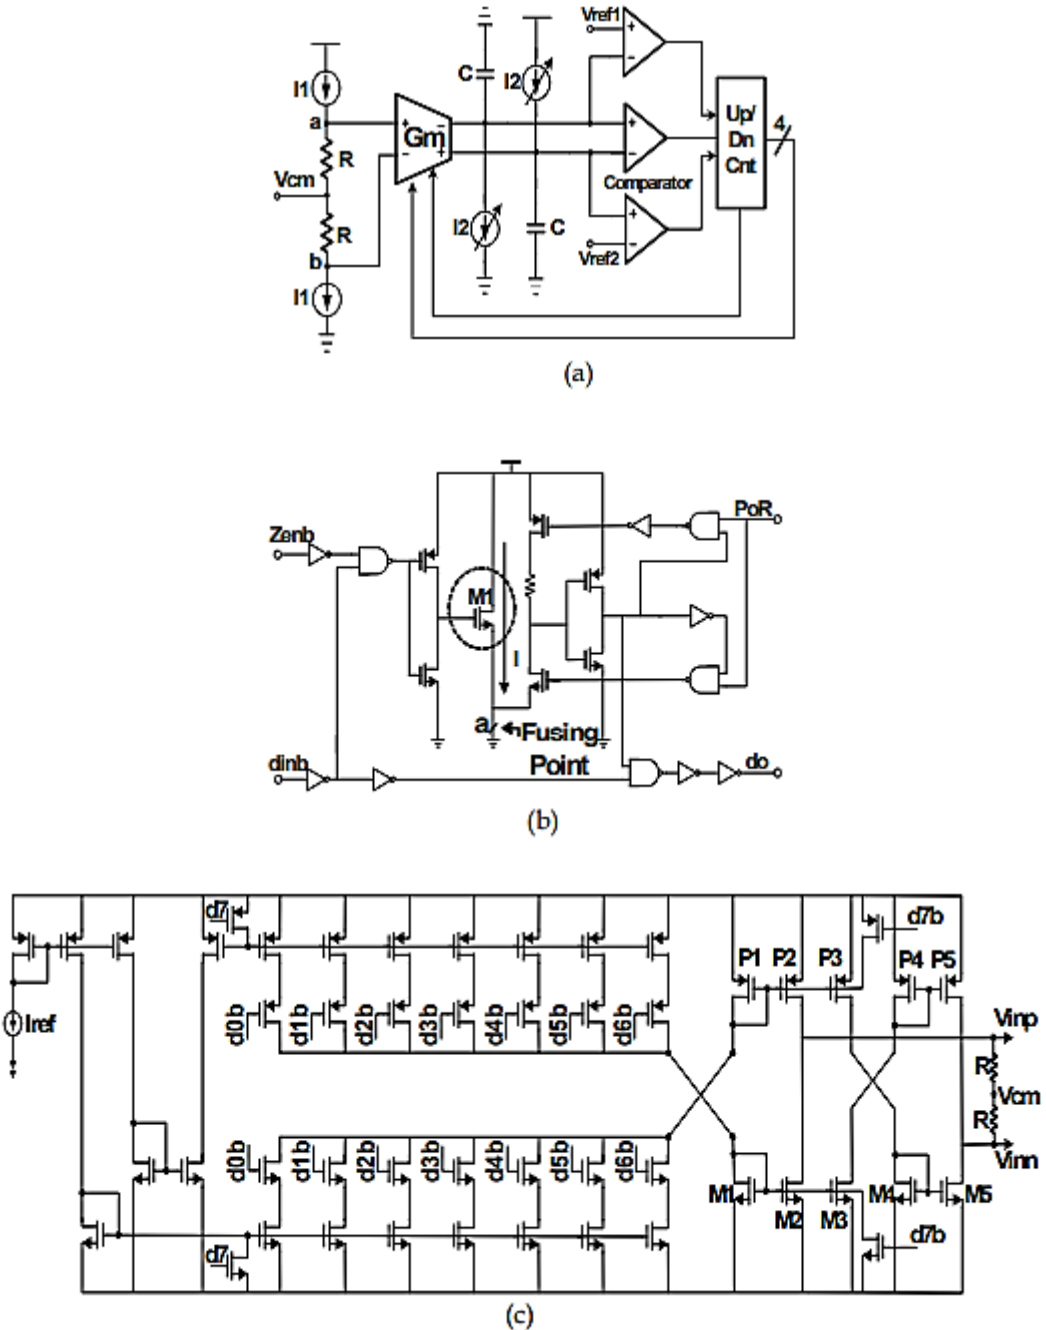 Vref1
+
-
I1
C
I2
a
+
-
Gm
-
+
+
-
Up/
Dn
Cnt
4
R
Vcm
Comparator
R
I2
C
+
-
Vref2
b
I1
(a)
Zenb
PoR
M1
I
a
Fusing
Point
dinb
do
(b)
d7
d7b
P1 P2 P3 P4 P5
Iref
d0b d1b d2b d3b d4b d5b d6b
Vinp
R
Vcm
R
Vinn
d0b d1b d2b d3b d4b d5b d6b
M1 M2 M3 M4 M5
d7
d7b
(c)